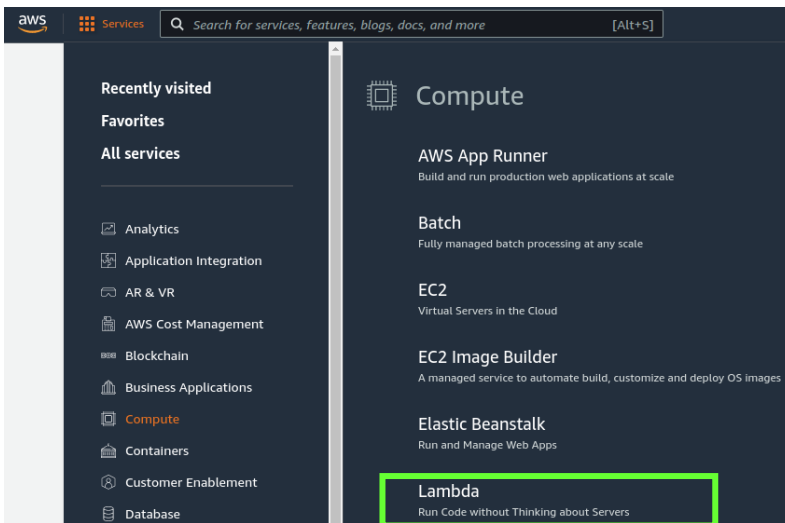 aws Services Search for services, features, blogs, docs, and more [Alt+S]
Recently visited
Favorites
All services
Analytics
Application Integration
AR & VR
AWS Cost Management
Blockchain
Business Applications
Compute
Containers
Customer Enablement
Database
Compute
AWS App Runner
Build and run production web applications at scale
Batch
Fully managed batch processing at any scale
EC2
Virtual Servers in the Cloud
EC2 Image Builder
A managed service to automate build, customize and deploy OS images
Elastic Beanstalk
Run and Manage Web Apps
Lambda
Run Code without Thinking about Servers